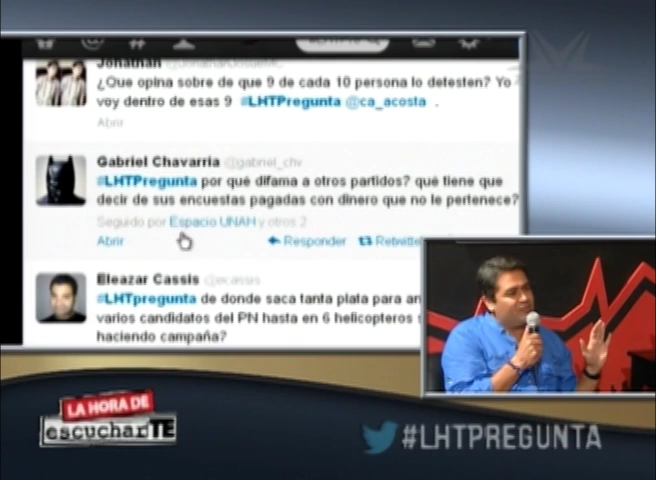 Jonathan
¿Que opina sobre de que 9 de cada 10 persona lo detesten? Yo
voy dentro de esas 9 #LHTPregunta @ca_acosta .
Abrir
Gabriel Chavarria @gabriel_chv
#LHTPregunta por qué difama a otros partidos? qué tiene que
decir de sus encuestas pagadas con dinero que no le pertenece?
Seguido por Espacio UNAH y otros 2
Abrir Responder Retwitte
Eleazar Cassis @ecassis
#LHTpregunta de donde saca tanta plata para an
varios candidatos del PN hasta en 6 helicopteros
haciendo campaña?
LA HORA DE
escucharTE
#LHTPREGUNTA